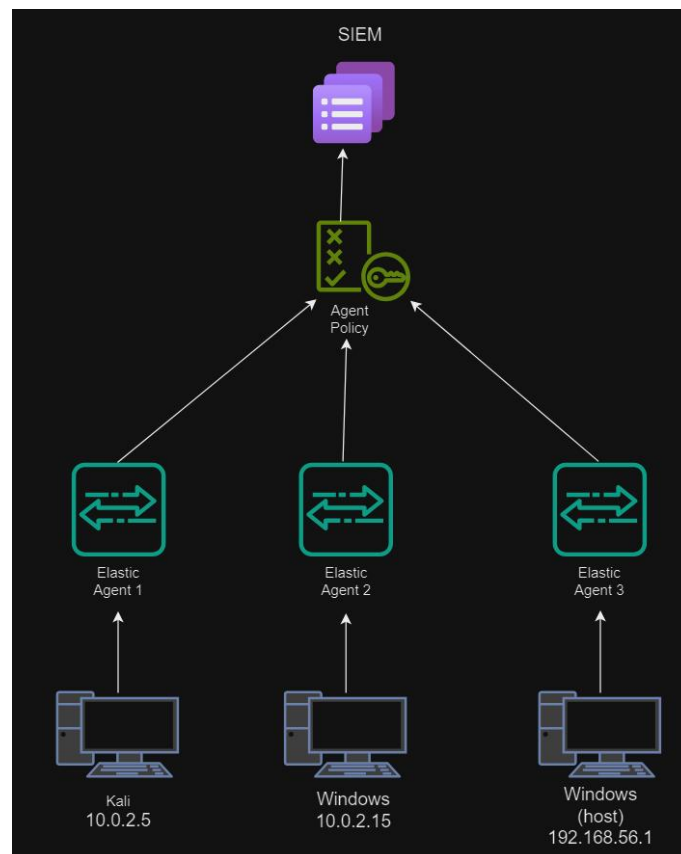 SIEM
Agent
Policy
Elastic
Agent 1
Elastic
Agent 2
Elastic
Agent 3
Kali
10.0.2.5
Windows
10.0.2.15
Windows
(host)
192.168.56.1